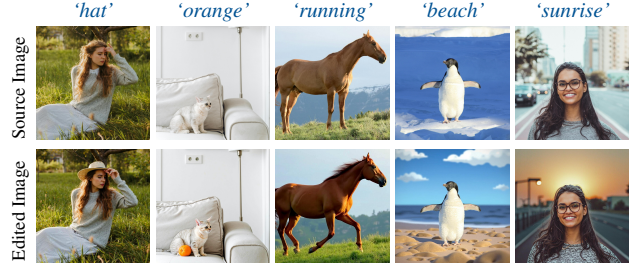 ‘hat’ ‘orange’ ‘running’ ‘beach’ ‘sunrise’
Source Image
Edited Image